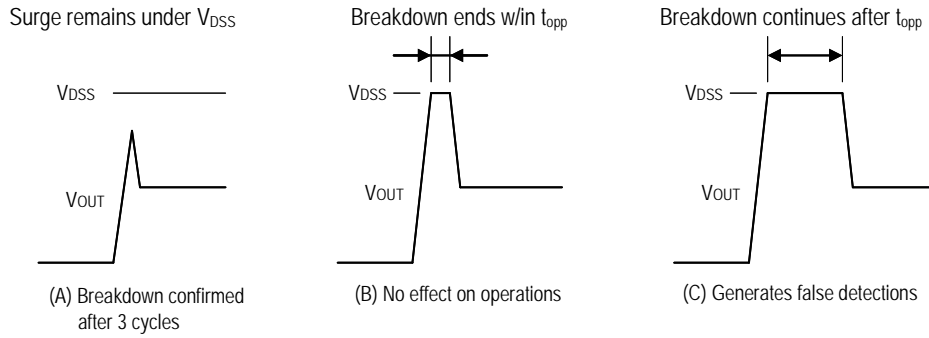 Surge remains under VDSS
VDSS
VOUT
(A) Breakdown confirmed
after 3 cycles
Breakdown ends w/in topp
VDSS
VOUT
(B) No effect on operations
Breakdown continues after topp
VDSS
VOUT
(C) Generates false detections